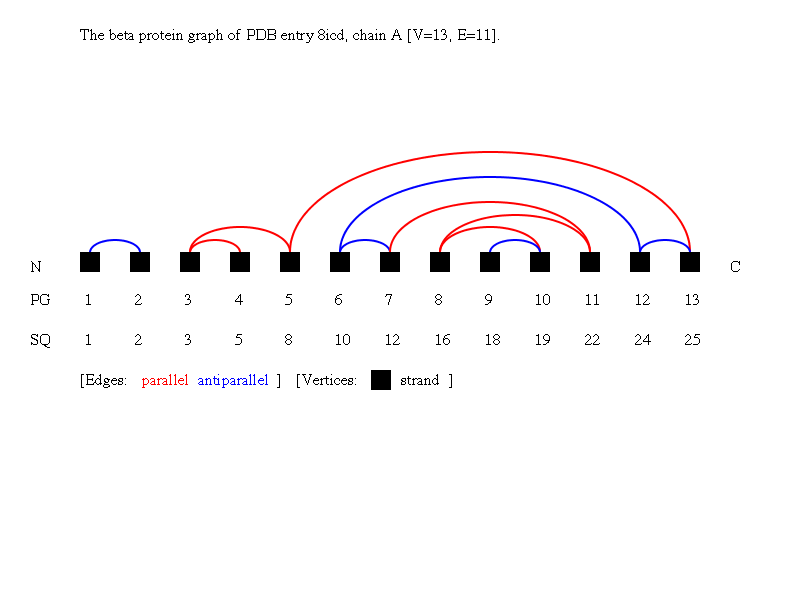 The beta protein graph of PDB entry 8icd, chain A [V=13, E=11].
N C
PG 1 2 3 4 5 6 7 8 9 10 11 12 13
SQ 1 2 3 5 8 10 12 16 18 19 22 24 25
[Edges: parallel antiparallel ] [Vertices: strand ]